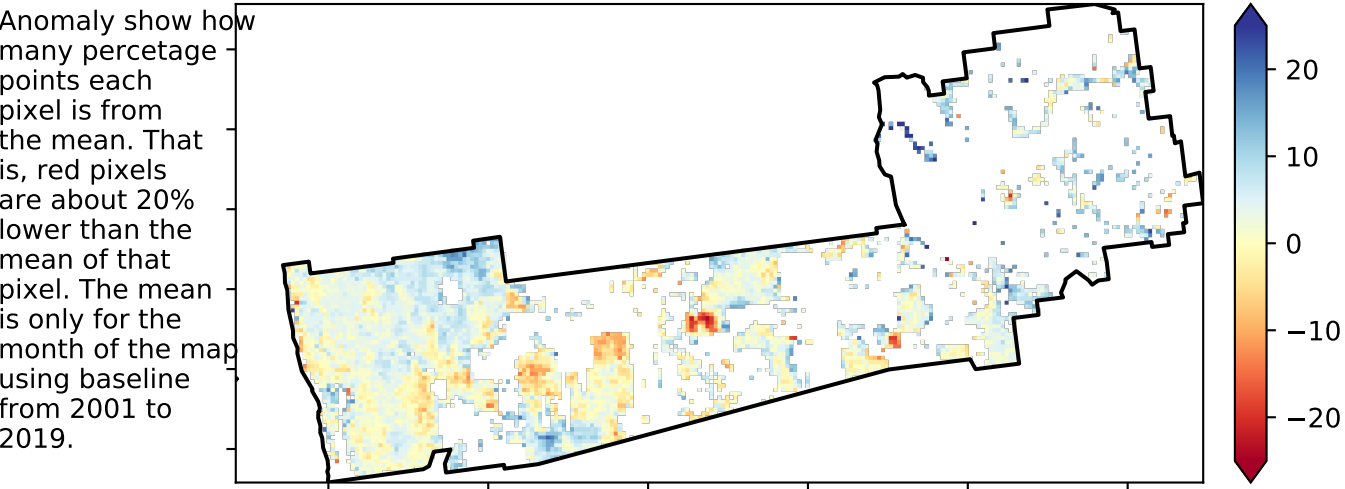 Anomaly show how
many percetage
points each
pixel is from
the mean. That
is, red pixels
are about 20%
lower than the
mean of that
pixel. The mean
is only for the
month of the map
using baseline
from 2001 to
2019.
20
10
0
−10
−20